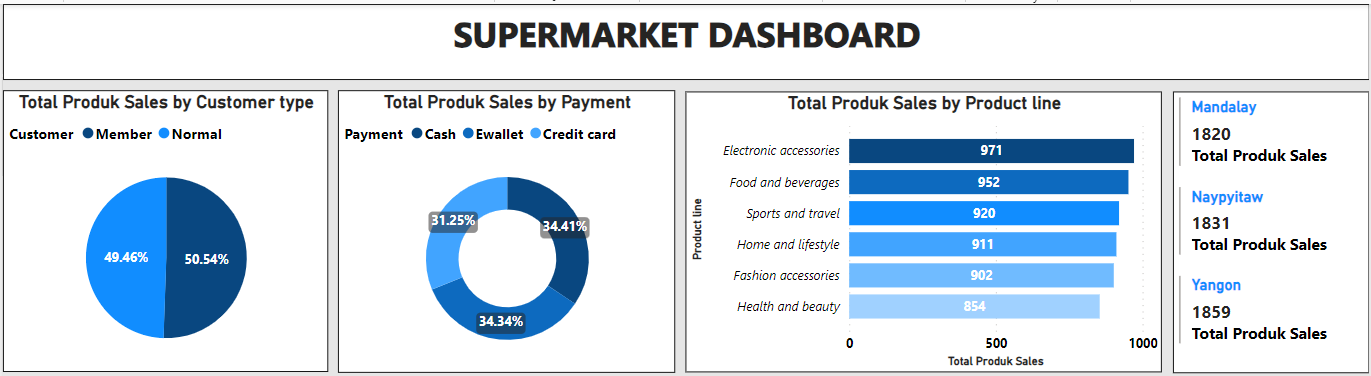 SUPERMARKET DASHBOARD
Total Produk Sales by Customer type
Customer Member Normal
49.46%
50.54%
Total Produk Sales by Payment
Payment Cash Ewallet Credit card
31.25%
34.41%
34.34%
Total Produk Sales by Product line
Product line
Electronic accessories 971
Food and beverages 952
Sports and travel 920
Home and lifestyle 911
Fashion accessories 902
Health and beauty 854
0 500 1000
Total Produk Sales
Mandalay
1820
Total Produk Sales
Naypyitaw
1831
Total Produk Sales
Yangon
1859
Total Produk Sales